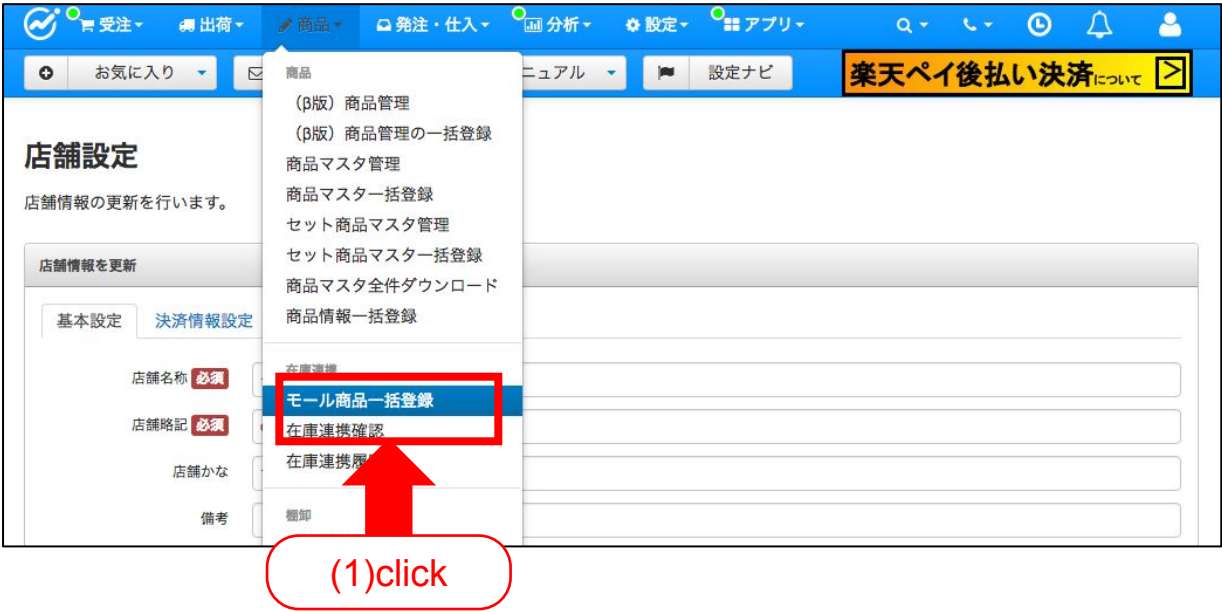 受注 出荷 商品 発注・仕入 分析 設定 アプリ
お気に入り ニュアル 設定ナビ 楽天ペイ後払い決済について
商品
（β版）商品管理
（β版）商品管理の一括登録
店舗設定
商品マスタ管理
商品マスタ一括登録
店舗情報の更新を行います。
セット商品マスタ管理
セット商品マスタ一括登録
店舗情報を更新
商品マスタ全件ダウンロード
基本設定 決済情報設定 商品情報一括登録
在庫連携
店舗名称 必須
モール商品一括登録
店舗略記 必須
在庫連携確認
店舗かな
在庫連携履
備考
棚卸
(1)click